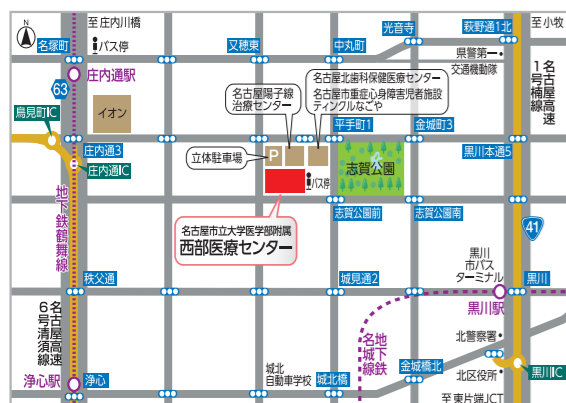 N
至庄内川橋
名塚町
バス停
又穂東
中丸町
光音寺
萩野通1北
至小牧
県警第一
交通機動隊
名古屋高速
1号楠線
庄内通駅
63
鳥見町IC
イオン
名古屋陽子線
治療センター
名古屋北歯科保健医療センター
名古屋市重症心身障害児者施設
ティンクルなごや
平手町1
金城町3
黒川本通5
庄内通3
庄内通IC
立体駐車場
P
バス停
志賀公園
地下鉄鶴舞線
名古屋市立大学医学部附属
西部医療センター
志賀公園前
志賀公園南
41
黒川
市バス
ターミナル
秩父通
城見通2
黒川
黒川駅
名古屋高速
6号清須線
地下鉄
名城線
北警察署
浄心駅
浄心
城北
自動車学校
城北橋
金城橋北
北区役所
黒川IC
至東片端JCT